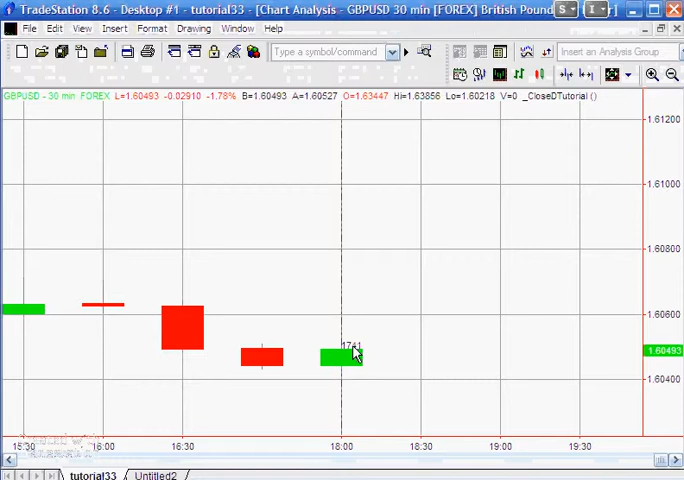 TradeStation 8.6 - Desktop #1 - tutorial33 - [Chart Analysis - GBPUSD 30 min [FOREX] British Pound
File Edit View Insert Format Drawing Window Help
Type a symbol/command
Insert an Analysis Group
GBPUSD - 30 min FOREX L=1.60493 -0.02910 -1.78% B=1.60493 A=1.60527 O=1.63447 Hi=1.63856 Lo=1.60218 V=0 _CloseDTutorial ()
1.61200
1.61000
1.60800
1.60600
1741
1.60493
1.60400
15:30 16:00 16:30 18:00 18:30 19:00 19:30
tutorial33 Untitled2